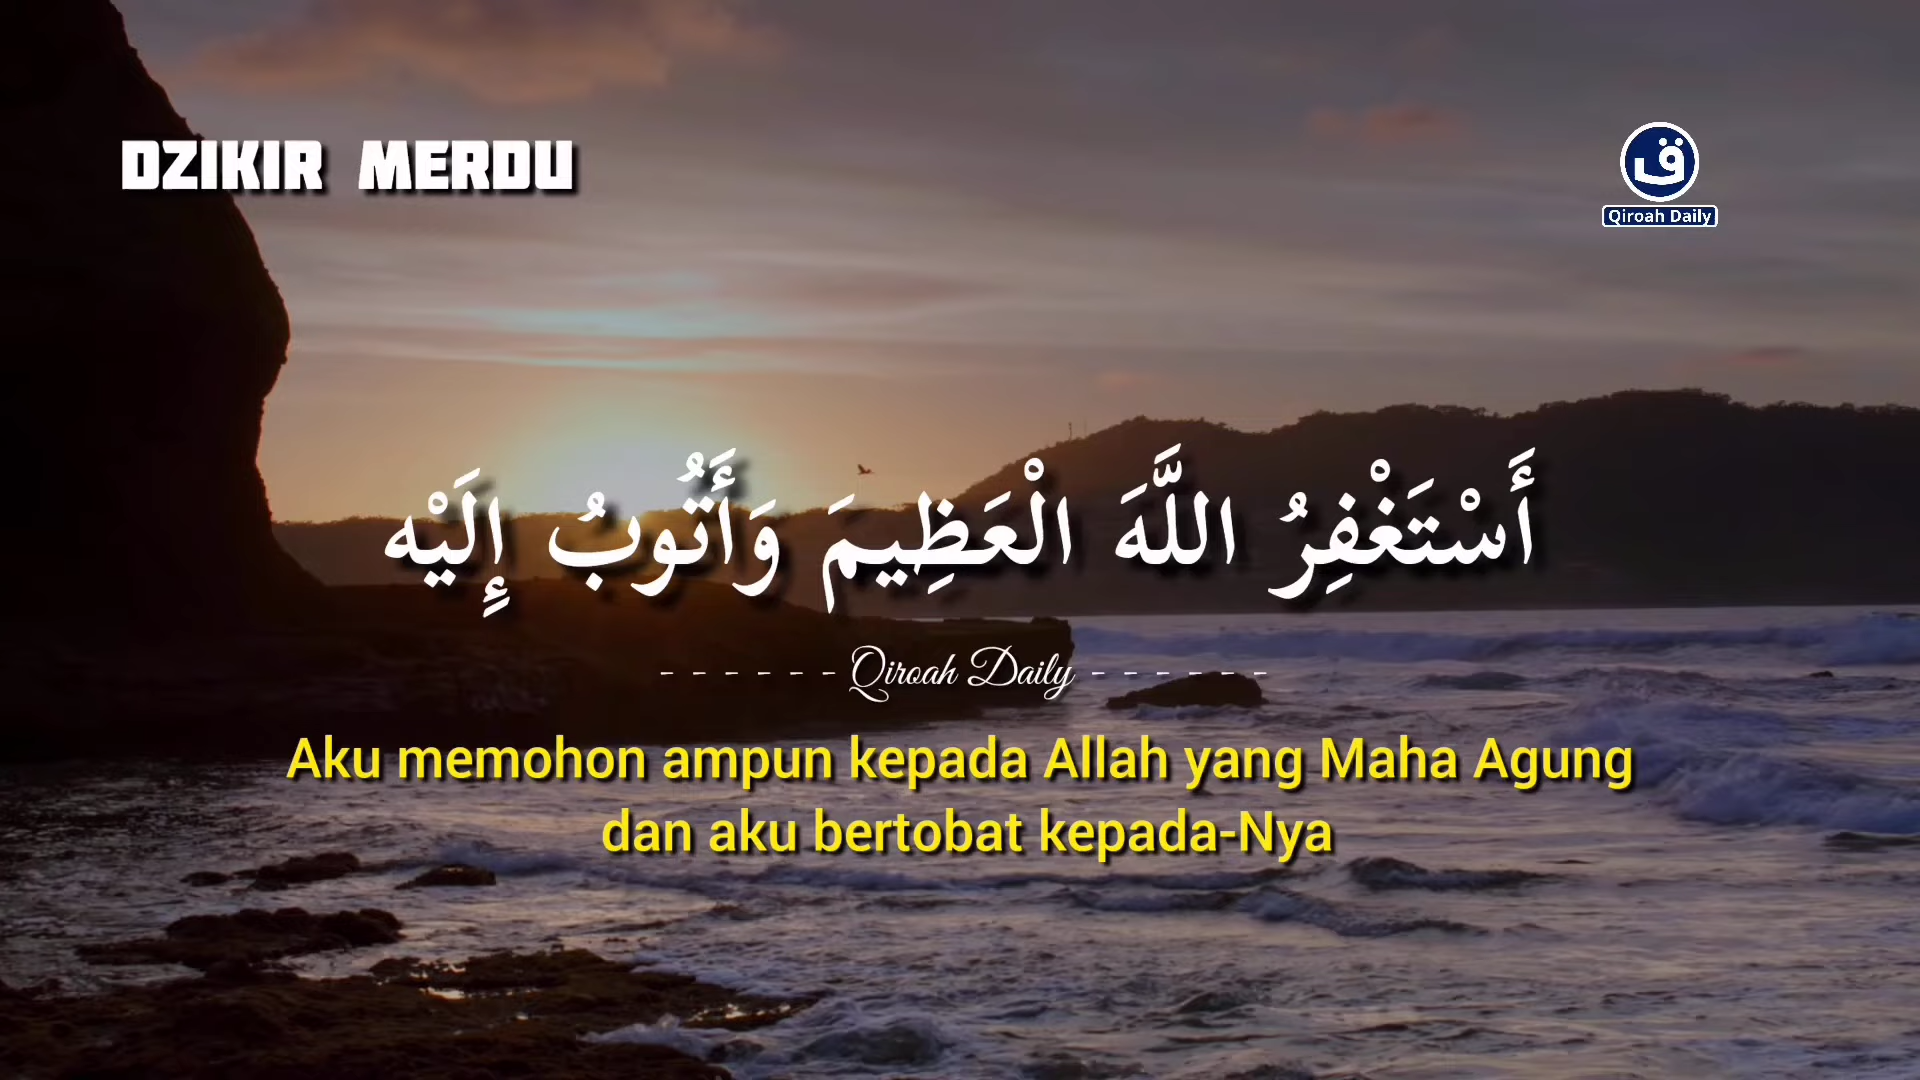 DZIKIR MERDU
ق
Qiroah Daily
أَسْتَغْفِرُ اللَّهَ الْعَظِيمَ وَأَتُوبُ إِلَيْه
- - - - - - Qiroah Daily - - - - - -
Aku memohon ampun kepada Allah yang Maha Agung
dan aku bertobat kepada-Nya